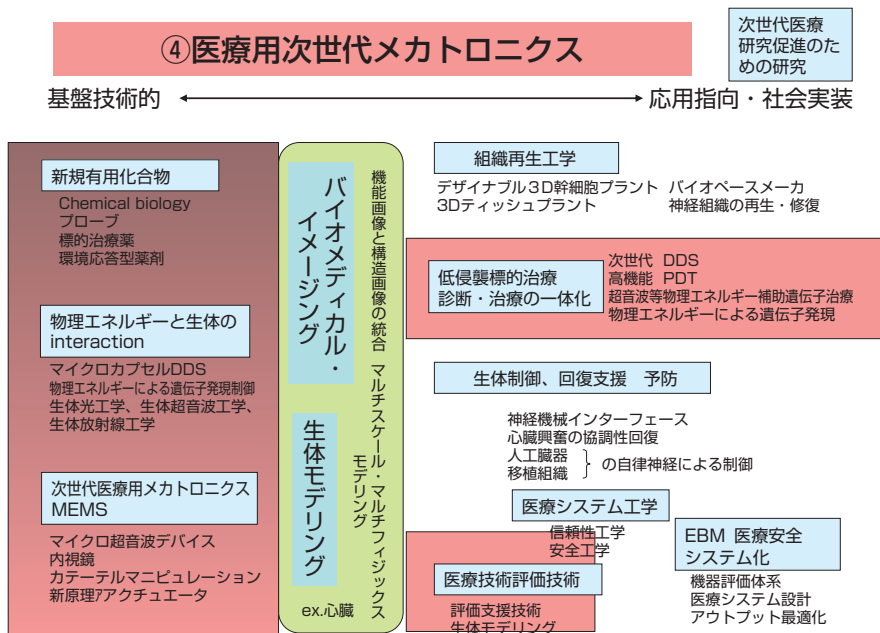 ④医療用次世代メカトロニクス
次世代医療
研究促進のた
めの研究
基盤技術的
応用指向・社会実装
新規有用化合物
Chemical biology
プローブ
標的治療薬
環境応答型薬剤
物理エネルギーと生体の
interaction
マイクロカプセルDDS
物理エネルギーによる遺伝子発現制御
生体光工学、生体超音波工学、
生体放射線工学
次世代医療用メカトロニクス
MEMS
マイクロ超音波デバイス
内視鏡
カテーテルマニピュレーション
新原理アクチュエータ
バイオメディカル・
イメージング
機能画像と構造画像の統合
生体モデリング
マルチスケール・マルチフィジックス
モデリング
ex.心臓
組織再生工学
デザイナブル3D幹細胞プラント バイオペースメーカ
3Dティッシュプラント 神経組織の再生・修復
低侵襲標的治療
診断・治療の一体化
次世代 DDS
高機能 PDT
超音波等物理エネルギー補助遺伝子治療
物理エネルギーによる遺伝子発現
生体制御、回復支援 予防
神経機械インターフェース
心臓興奮の協調性回復
人工臓器
移植組織
の自律神経による制御
医療システム工学
信頼性工学
安全工学
EBM 医療安全
システム化
機器評価体系
医療システム設計
アウトプット最適化
医療技術評価技術
評価支援技術
生体モデリング